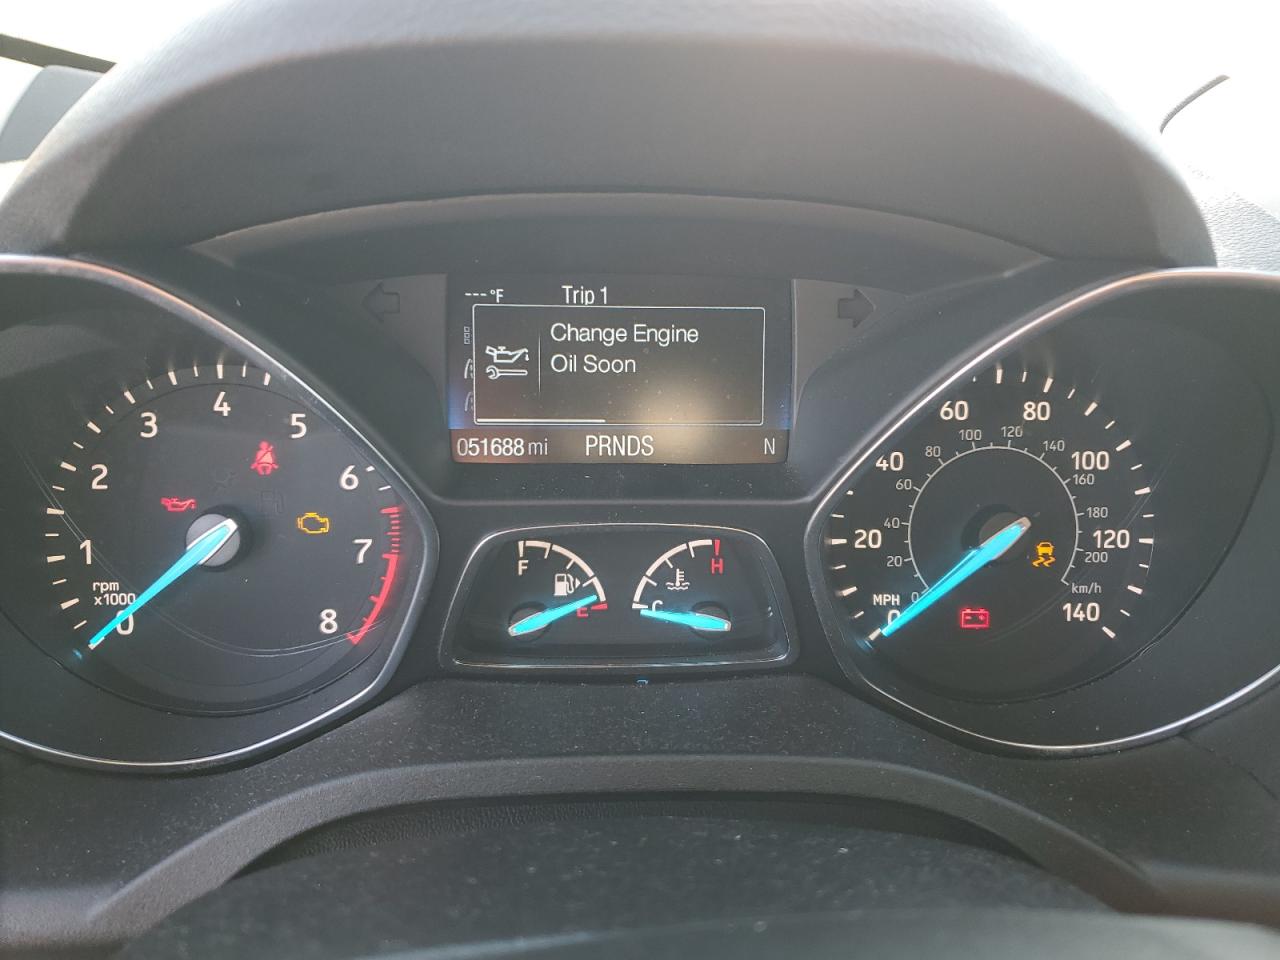 ---°F Trip 1
Change Engine
Oil Soon
051688 mi PRNDS N
0 1 2 3 4 5 6 7 8
rpm
x1000
F E
C H
0 20 40 60 80 100 120 140
MPH
0 20 40 60 80 100 120 140 160 180 200
km/h